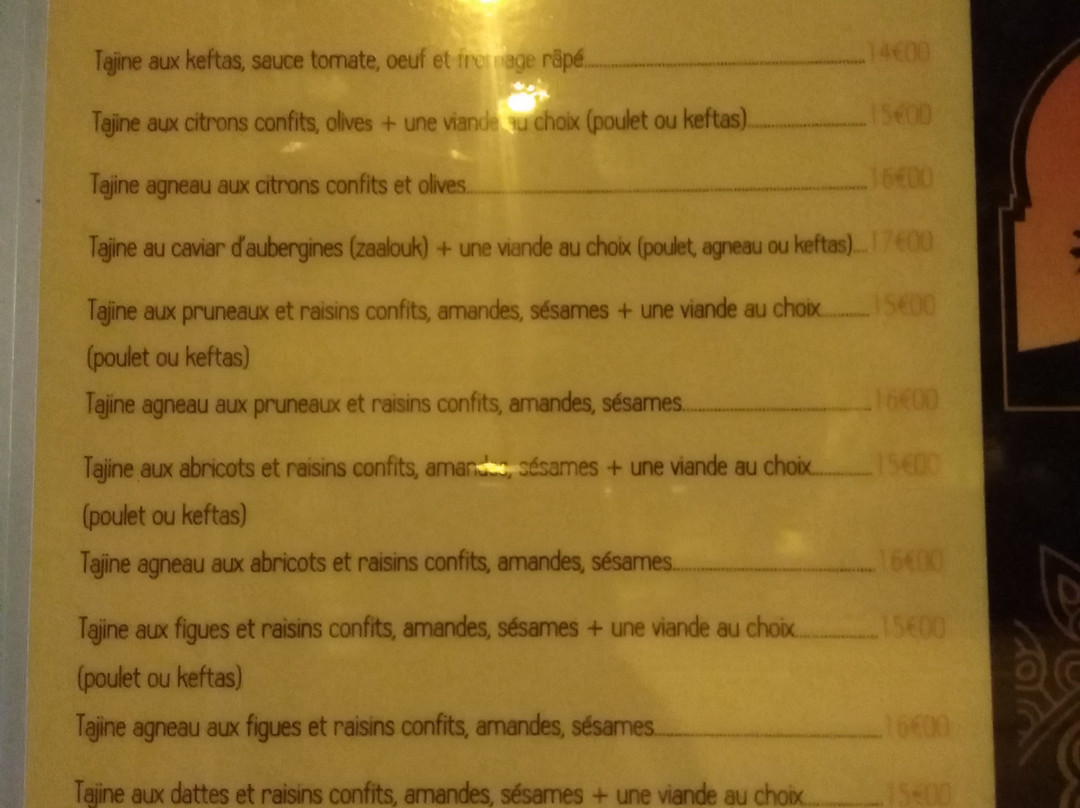 Tajine aux keftas, sauce tomate, oeuf et fromage râpé 14€00
Tajine aux citrons confits, olives + une viande au choix (poulet ou keftas) 15€00
Tajine agneau aux citrons confits et olives 16€00
Tajine au caviar d'aubergines (zaalouk) + une viande au choix (poulet, agneau ou keftas) 17€00
Tajine aux pruneaux et raisins confits, amandes, sésames + une viande au choix 15€00
(poulet ou keftas)
Tajine agneau aux pruneaux et raisins confits, amandes, sésames 16€00
Tajine aux abricots et raisins confits, amandes, sésames + une viande au choix 15€00
(poulet ou keftas)
Tajine agneau aux abricots et raisins confits, amandes, sésames 16€00
Tajine aux figues et raisins confits, amandes, sésames + une viande au choix 15€00
(poulet ou keftas)
Tajine agneau aux figues et raisins confits, amandes, sésames 16€00
Tajine aux dattes et raisins confits, amandes, sésames + une viande au choix 15€00